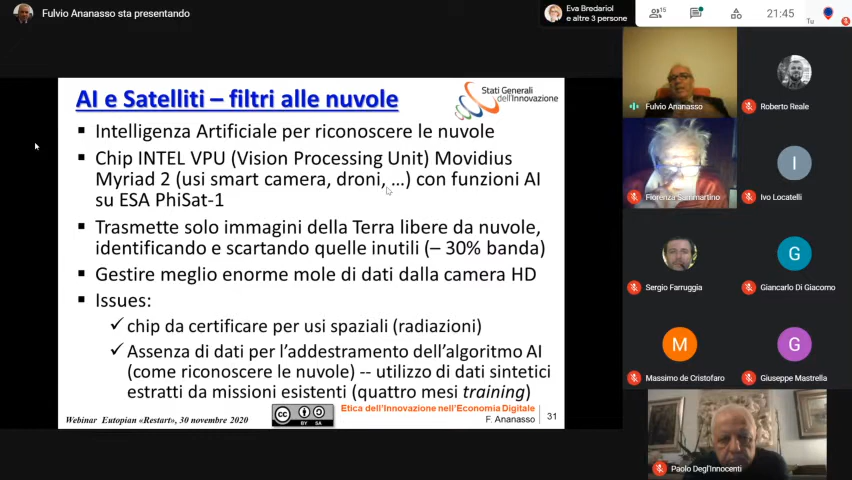 Fulvio Ananasso sta presentando
Eva Bredariol
e altre 3 persone
15
21:45
Tu
AI e Satelliti – filtri alle nuvole
Stati Generali
dell'Innovazione
▪ Intelligenza Artificiale per riconoscere le nuvole
▪ Chip INTEL VPU (Vision Processing Unit) Movidius
Myriad 2 (usi smart camera, droni, …) con funzioni AI
su ESA PhiSat-1
▪ Trasmette solo immagini della Terra libere da nuvole,
identificando e scartando quelle inutili (– 30% banda)
▪ Gestire meglio enorme mole di dati dalla camera HD
▪ Issues:
✓ chip da certificare per usi spaziali (radiazioni)
✓ Assenza di dati per l'addestramento dell'algoritmo AI
(come riconoscere le nuvole) -- utilizzo di dati sintetici
estratti da missioni esistenti (quattro mesi training)
Webinar Eutopian «Restart», 30 novembre 2020
cc
BY SA
Etica dell'Innovazione nell'Economia Digitale
F. Ananasso
31
Fulvio Ananasso
Roberto Reale
Fiorenza Sammartino
I
Ivo Locatelli
Sergio Farruggia
G
Giancarlo Di Giacomo
M
Massimo de Cristofaro
G
Giuseppe Mastrella
Paolo Degl'Innocenti